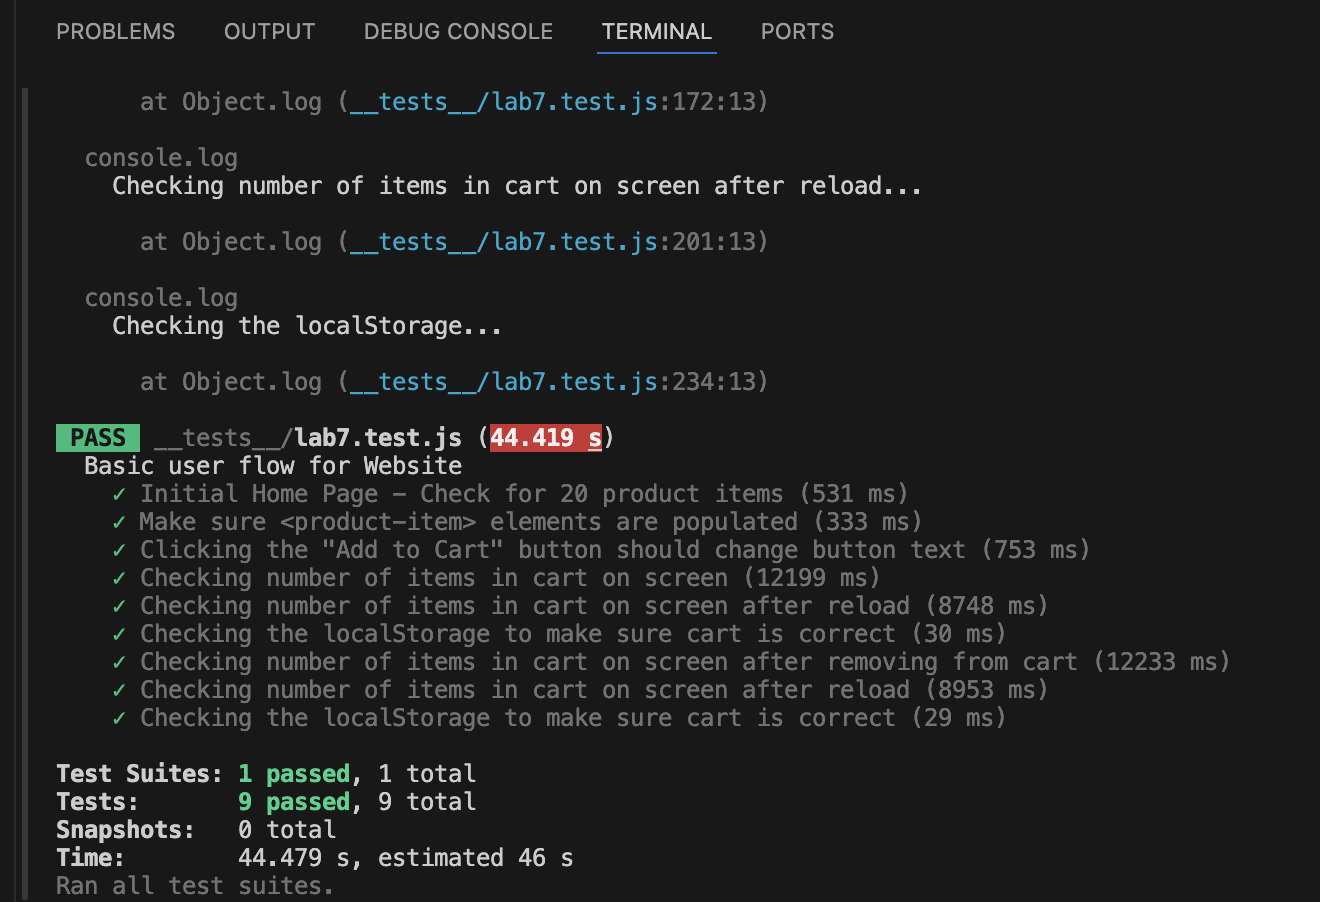 PROBLEMS OUTPUT DEBUG CONSOLE TERMINAL PORTS
at Object.log (__tests__/lab7.test.js:172:13)
console.log
Checking number of items in cart on screen after reload...
at Object.log (__tests__/lab7.test.js:201:13)
console.log
Checking the localStorage...
at Object.log (__tests__/lab7.test.js:234:13)
PASS __tests__/lab7.test.js (44.419 s)
Basic user flow for Website
✓ Initial Home Page – Check for 20 product items (531 ms)
✓ Make sure <product-item> elements are populated (333 ms)
✓ Clicking the "Add to Cart" button should change button text (753 ms)
✓ Checking number of items in cart on screen (12199 ms)
✓ Checking number of items in cart on screen after reload (8748 ms)
✓ Checking the localStorage to make sure cart is correct (30 ms)
✓ Checking number of items in cart on screen after removing from cart (12233 ms)
✓ Checking number of items in cart on screen after reload (8953 ms)
✓ Checking the localStorage to make sure cart is correct (29 ms)
Test Suites: 1 passed, 1 total
Tests: 9 passed, 9 total
Snapshots: 0 total
Time: 44.479 s, estimated 46 s
Ran all test suites.